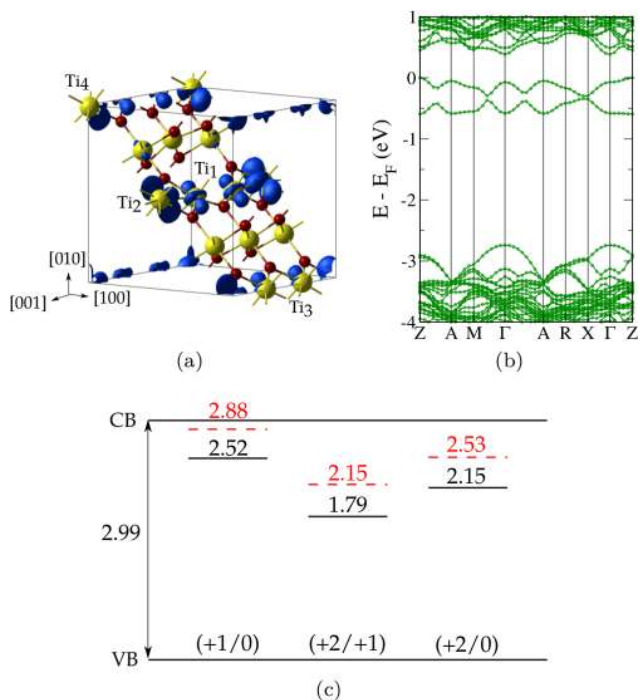 Ti4
Ti1
Ti2
Ti3
[010]
[001]
[100]
(a)
1
0
-1
-2
-3
-4
E - E_F (eV)
Z A M Γ A R X Γ Z
(b)
CB
2.88
2.52
2.53
2.15
2.15
1.79
2.99
(+1/0) (+2/+1) (+2/0)
VB
(c)